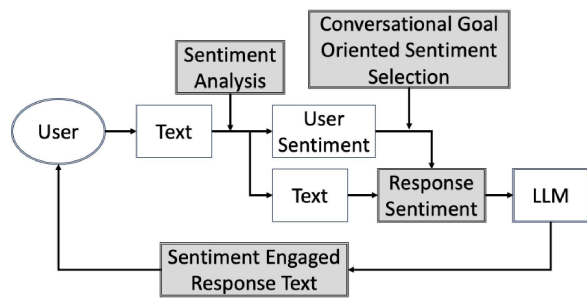 Conversational Goal
Oriented Sentiment
Selection
Sentiment
Analysis
User
Text
User
Sentiment
Text
Response
Sentiment
LLM
Sentiment Engaged
Response Text